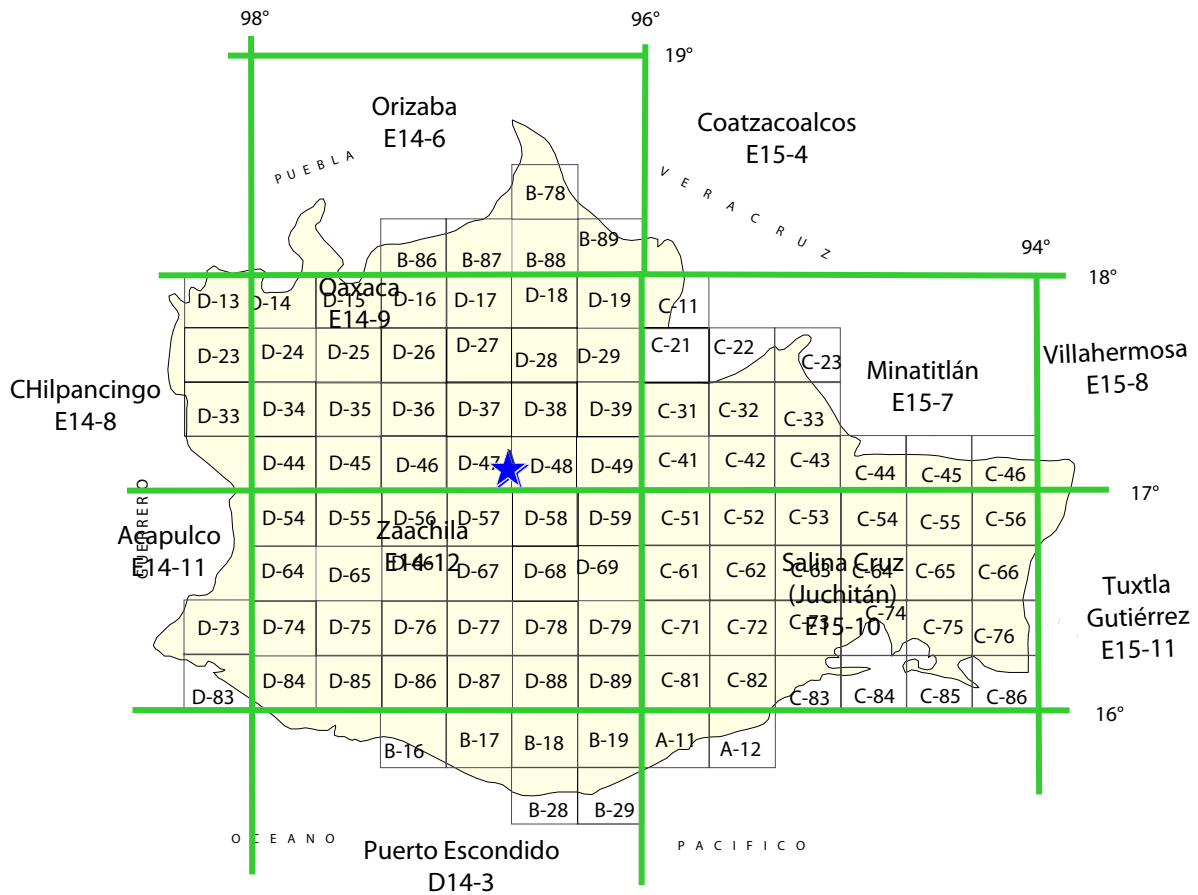 98°
96°
19°
Orizaba
E14-6
Coatzacoalcos
E15-4
PUEBLA
VERACRUZ
B-78
B-89
94°
B-86 B-87 B-88
18°
Oaxaca
E14-9
D-13 D-14 D-15 D-16 D-17 D-18 D-19 C-11
D-23 D-24 D-25 D-26 D-27 D-28 D-29 C-21 C-22 C-23
Minatitlán
E15-7
Villahermosa
E15-8
CHilpancingo
E14-8
D-33 D-34 D-35 D-36 D-37 D-38 D-39 C-31 C-32 C-33
D-44 D-45 D-46 D-47 D-48 D-49 C-41 C-42 C-43 C-44 C-45 C-46
17°
GUERRERO
Acapulco
E14-11
D-54 D-55 D-56 D-57 D-58 D-59 C-51 C-52 C-53 C-54 C-55 C-56
Zaachila
E14-12
D-64 D-65 D-66 D-67 D-68 D-69 C-61 C-62 C-63 C-64 C-65 C-66
Salina Cruz
(Juchitán)
E15-10
Tuxtla
Gutiérrez
E15-11
D-73 D-74 D-75 D-76 D-77 D-78 D-79 C-71 C-72 C-73 C-74 C-75 C-76
D-83 D-84 D-85 D-86 D-87 D-88 D-89 C-81 C-82 C-83 C-84 C-85 C-86
16°
B-16 B-17 B-18 B-19 A-11 A-12
B-28 B-29
OCEANO
PACIFICO
Puerto Escondido
D14-3